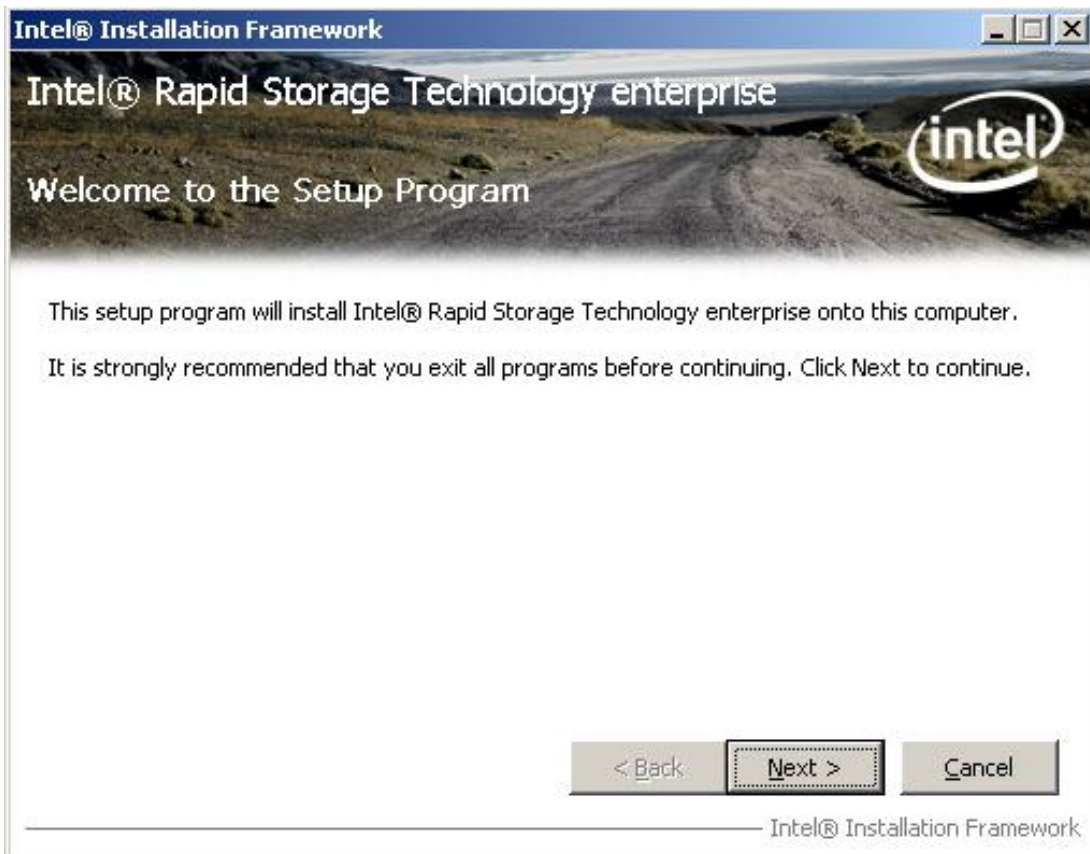 Intel® Installation Framework
Intel® Rapid Storage Technology enterprise
intel
Welcome to the Setup Program
This setup program will install Intel® Rapid Storage Technology enterprise onto this computer.
It is strongly recommended that you exit all programs before continuing. Click Next to continue.
< Back Next > Cancel
Intel® Installation Framework